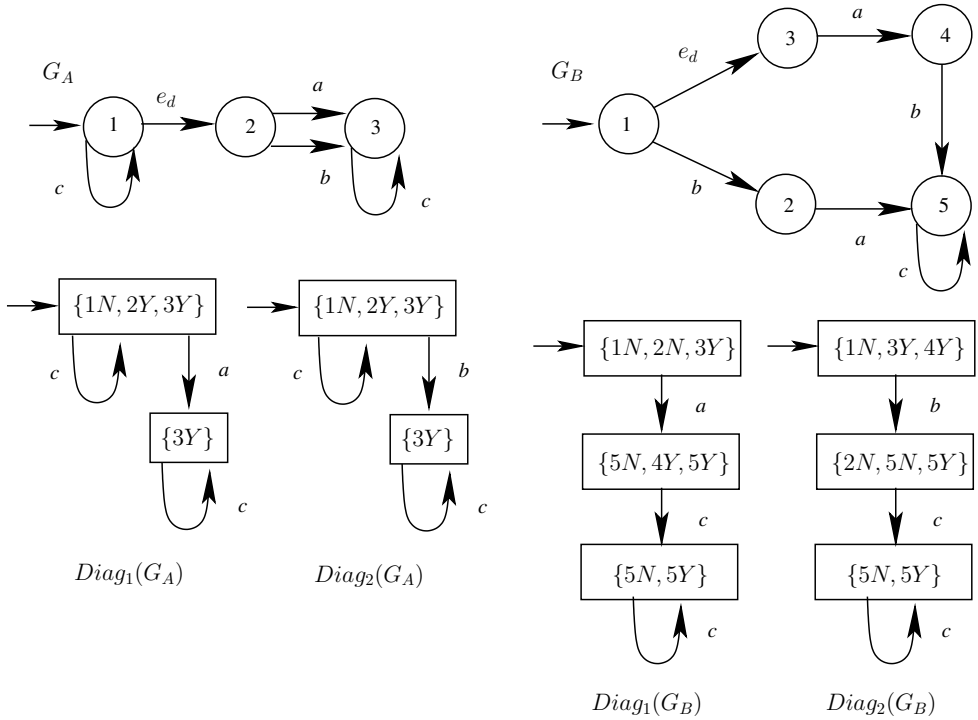 G_A
1
e_d
2
a
b
3
c
c
G_B
1
e_d
3
a
4
b
b
2
a
5
c
{1N, 2Y, 3Y}
c
a
{3Y}
c
Diag_1(G_A)
{1N, 2Y, 3Y}
c
b
{3Y}
c
Diag_2(G_A)
{1N, 2N, 3Y}
a
{5N, 4Y, 5Y}
c
{5N, 5Y}
c
Diag_1(G_B)
{1N, 3Y, 4Y}
b
{2N, 5N, 5Y}
c
{5N, 5Y}
c
Diag_2(G_B)